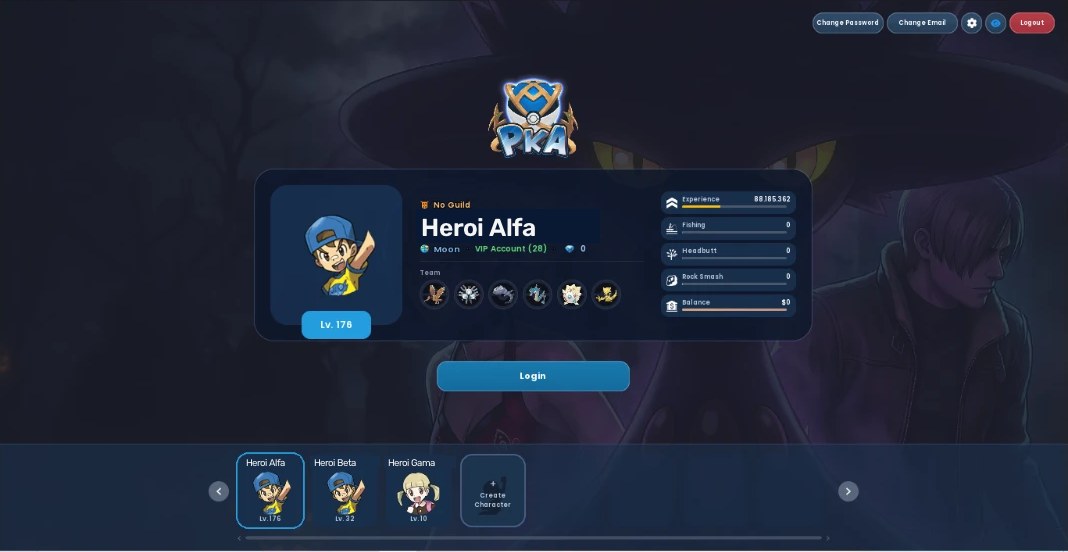 Change Password
Change Email
Logout
PKA
No Guild
Heroi Alfa
Moon VIP Account (28) 0
Team
Lv. 176
Experience 88.185.362
Fishing 0
Headbutt 0
Rock Smash 0
Balance $0
Login
Heroi Alfa
Lv.176
Heroi Beta
Lv.32
Heroi Gama
Lv.10
+
Create
Character